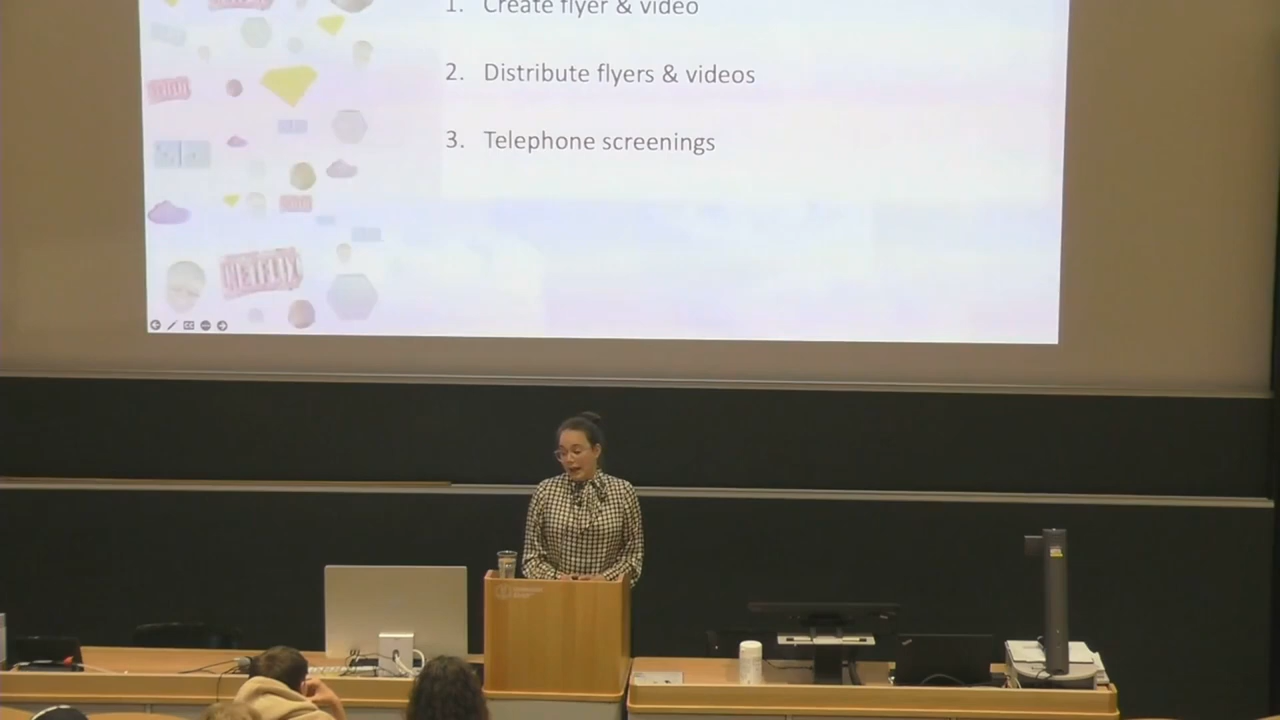 1. Create flyer & video
2. Distribute flyers & videos
3. Telephone screenings
NETFLIX